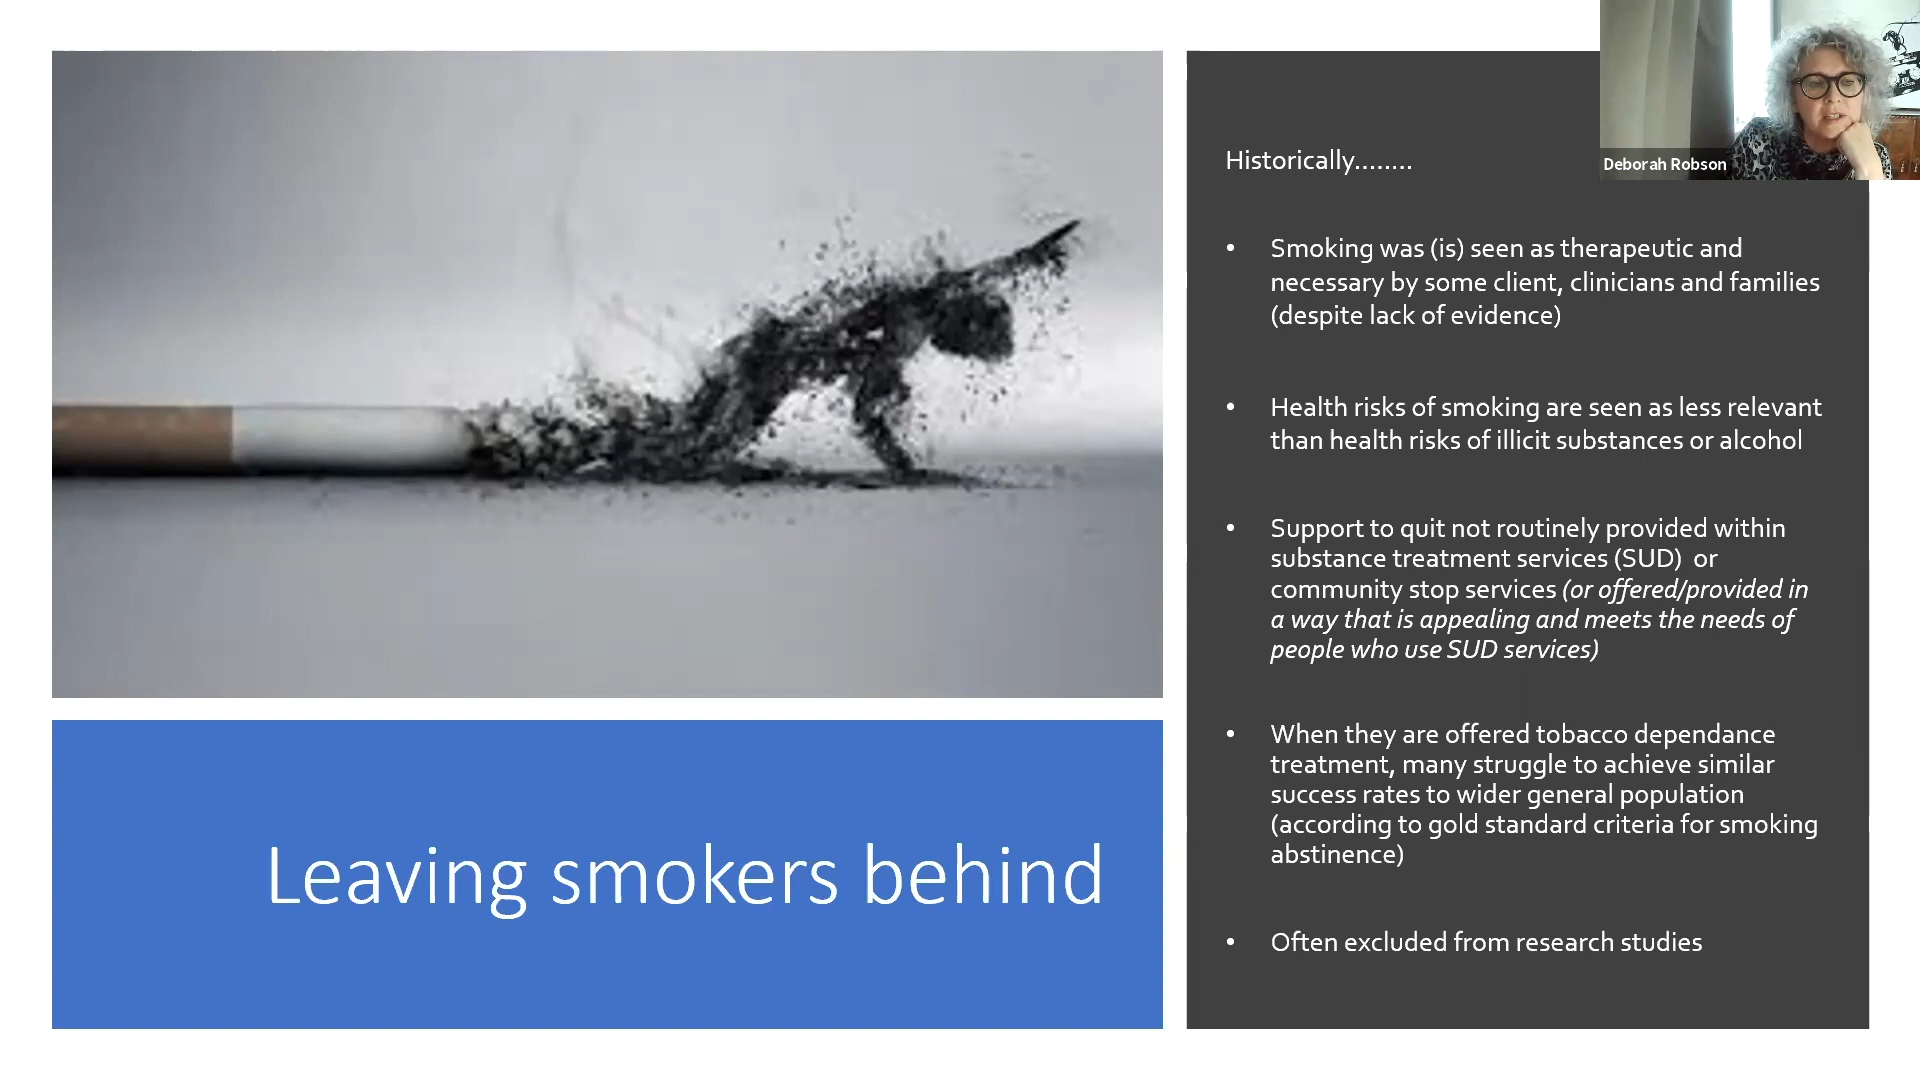 Deborah Robson
Historically........
• Smoking was (is) seen as therapeutic and
necessary by some client, clinicians and families
(despite lack of evidence)
• Health risks of smoking are seen as less relevant
than health risks of illicit substances or alcohol
• Support to quit not routinely provided within
substance treatment services (SUD) or
community stop services (or offered/provided in
a way that is appealing and meets the needs of
people who use SUD services)
• When they are offered tobacco dependance
treatment, many struggle to achieve similar
success rates to wider general population
(according to gold standard criteria for smoking
abstinence)
• Often excluded from research studies
Leaving smokers behind